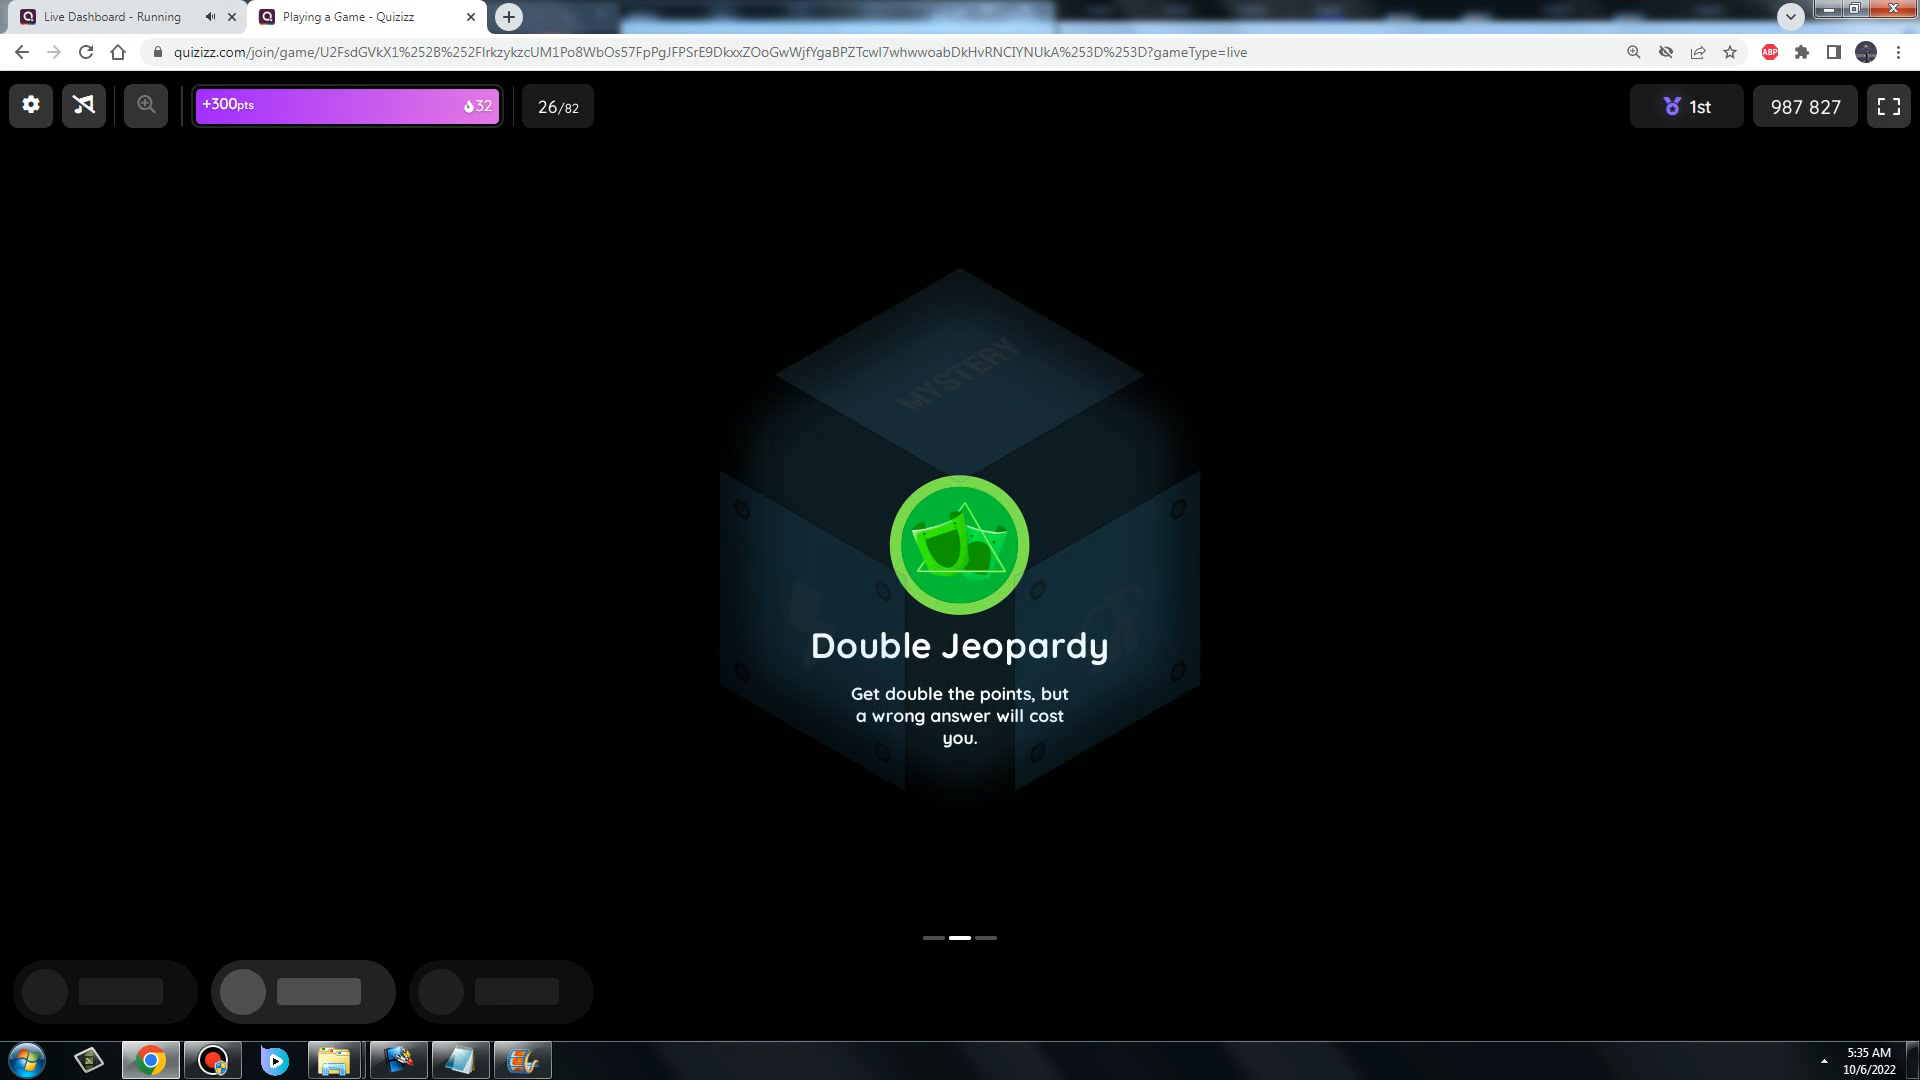 Live Dashboard - Running
Playing a Game - Quizizz
quizizz.com/join/game/U2FsdGVkX1%252B%252FIrkzykzcUM1Po8WbOs57FpPgJFPSrE9DkxxZOoGwWjfYgaBPZTcwI7whwwoabDkHvRNCIYNUkA%253D%253D?gameType=live
ABP
+300pts
32
26/82
1st
987 827
MYSTERY
Double Jeopardy
Get double the points, but
a wrong answer will cost
you.
5:35 AM
10/6/2022